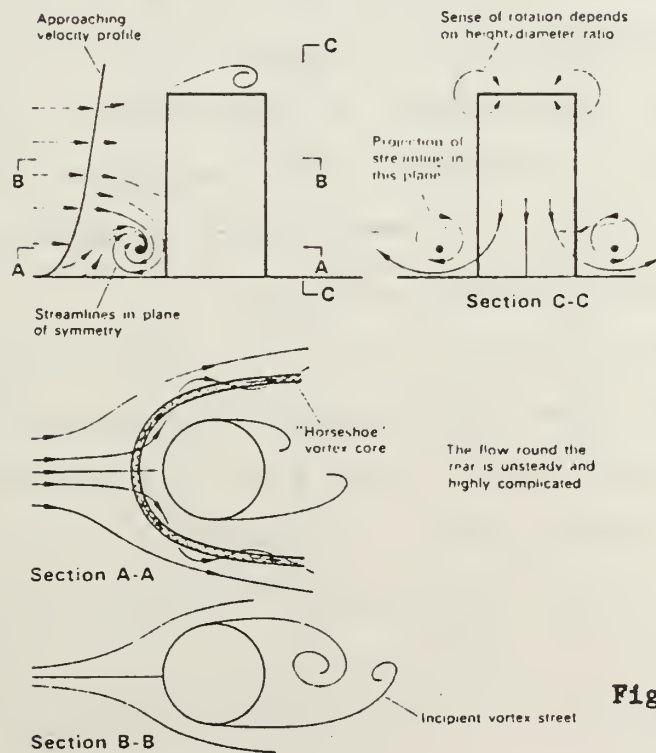 Approaching
velocity profile
C
B
B
A
A
C
Streamlines in plane
of symmetry
Sense of rotation depends
on height/diameter ratio
Projection of
streamline in
this plane
Section C-C
"Horseshoe"
vortex core
The flow round the
rear is unsteady and
highly complicated
Section A-A
Fig
Incipient vortex street
Section B-B